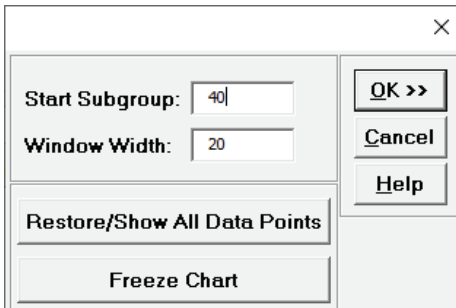 Start Subgroup: 40
Window Width: 20
Restore/Show All Data Points
Freeze Chart
OK >>
Cancel
Help